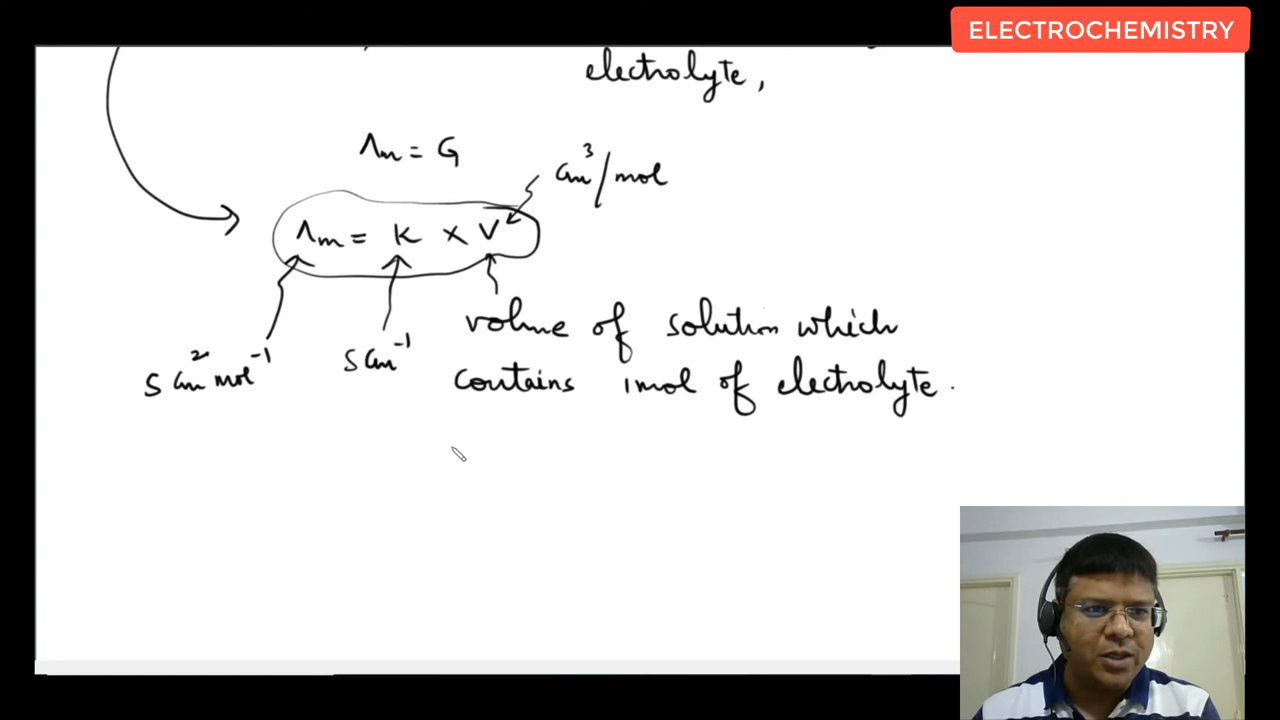 ELECTROCHEMISTRY
electrolyte,
Λm = G
cm³/mol
Λm = K × V
S cm² mol⁻¹
S cm⁻¹
volume of solution which
contains 1mol of electrolyte.